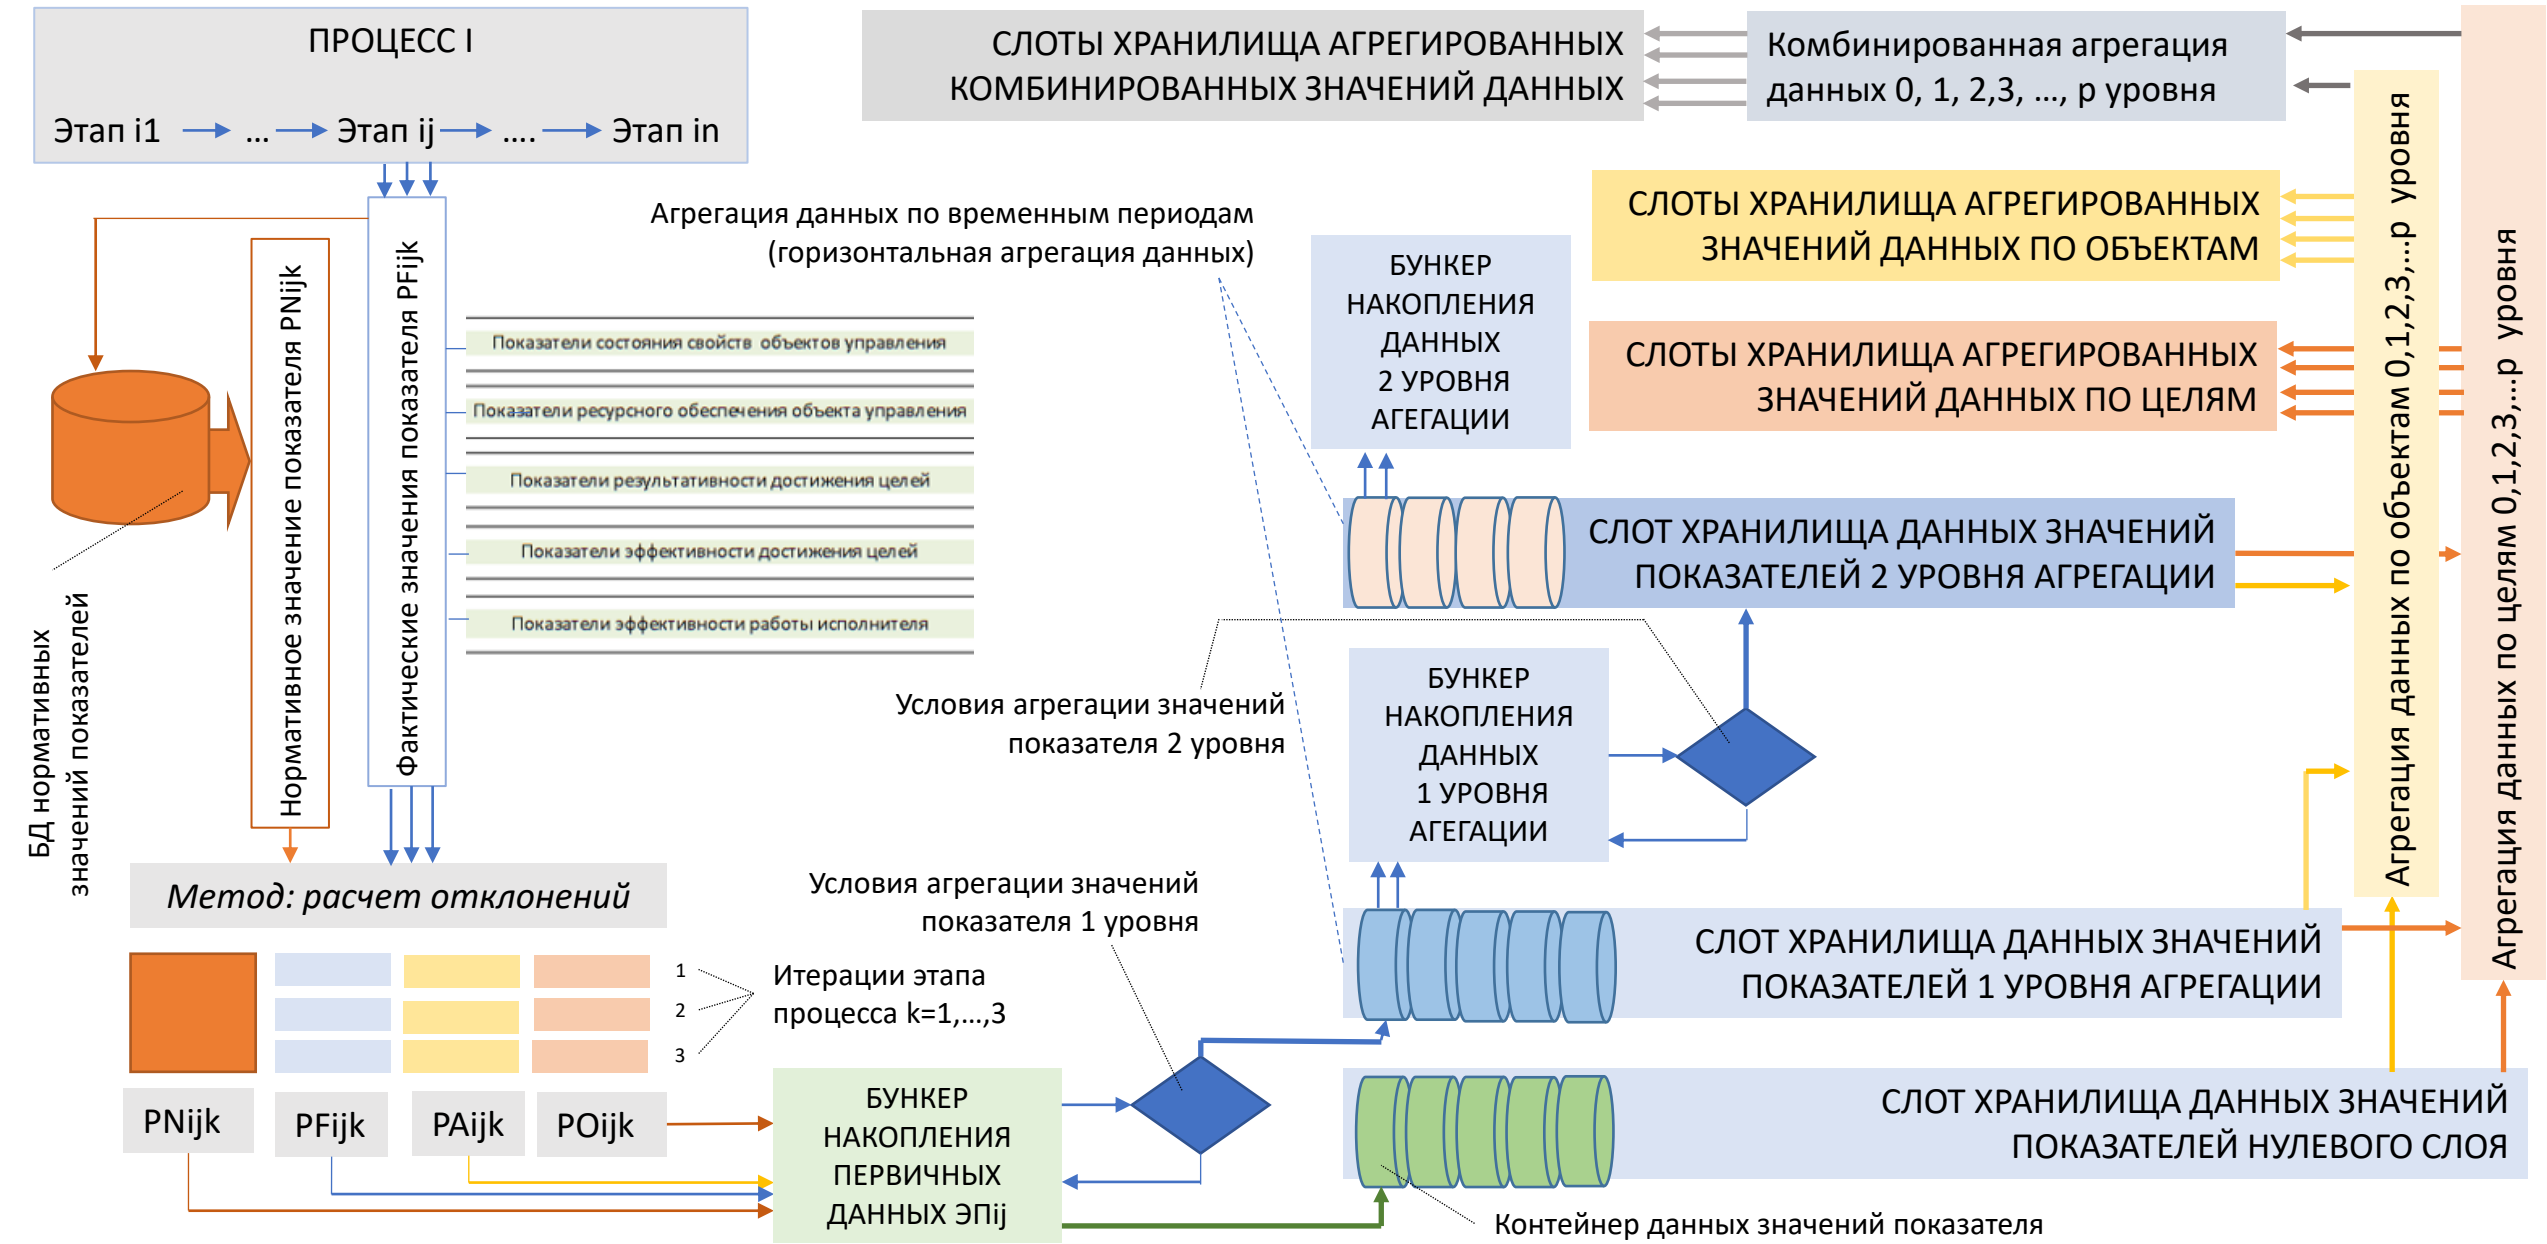 ПРОЦЕСС I
Этап i1
...
Этап ij
....
Этап in
СЛОТЫ ХРАНИЛИЩА АГРЕГИРОВАННЫХ
КОМБИНИРОВАННЫХ ЗНАЧЕНИЙ ДАННЫХ
Комбинированная агрегация
данных 0, 1, 2,3, ..., р уровня
СЛОТЫ ХРАНИЛИЩА АГРЕГИРОВАННЫХ
ЗНАЧЕНИЙ ДАННЫХ ПО ОБЪЕКТАМ
СЛОТЫ ХРАНИЛИЩА АГРЕГИРОВАННЫХ
ЗНАЧЕНИЙ ДАННЫХ ПО ЦЕЛЯМ
Агрегация данных по объектам 0,1,2,3,...р уровня
Агрегация данных по целям 0,1,2,3,...р уровня
Агрегация данных по временным периодам
(горизонтальная агрегация данных)
БУНКЕР
НАКОПЛЕНИЯ
ДАННЫХ
2 УРОВНЯ
АГЕГАЦИИ
Нормативное значение показателя PNijk
Фактические значения показателя PFijk
Показатели состояния свойств объектов управления
Показатели ресурсного обеспечения объекта управления
Показатели результативности достижения целей
Показатели эффективности достижения целей
Показатели эффективности работы исполнителя
БД нормативных
значений показателей
СЛОТ ХРАНИЛИЩА ДАННЫХ ЗНАЧЕНИЙ
ПОКАЗАТЕЛЕЙ 2 УРОВНЯ АГРЕГАЦИИ
Условия агрегации значений
показателя 2 уровня
БУНКЕР
НАКОПЛЕНИЯ
ДАННЫХ
1 УРОВНЯ
АГЕГАЦИИ
Метод: расчет отклонений
Условия агрегации значений
показателя 1 уровня
СЛОТ ХРАНИЛИЩА ДАННЫХ ЗНАЧЕНИЙ
ПОКАЗАТЕЛЕЙ 1 УРОВНЯ АГРЕГАЦИИ
1
2
3
Итерации этапа
процесса k=1,...,3
PNijk
PFijk
PAijk
POijk
БУНКЕР
НАКОПЛЕНИЯ
ПЕРВИЧНЫХ
ДАННЫХ ЭПij
СЛОТ ХРАНИЛИЩА ДАННЫХ ЗНАЧЕНИЙ
ПОКАЗАТЕЛЕЙ НУЛЕВОГО СЛОЯ
Контейнер данных значений показателя